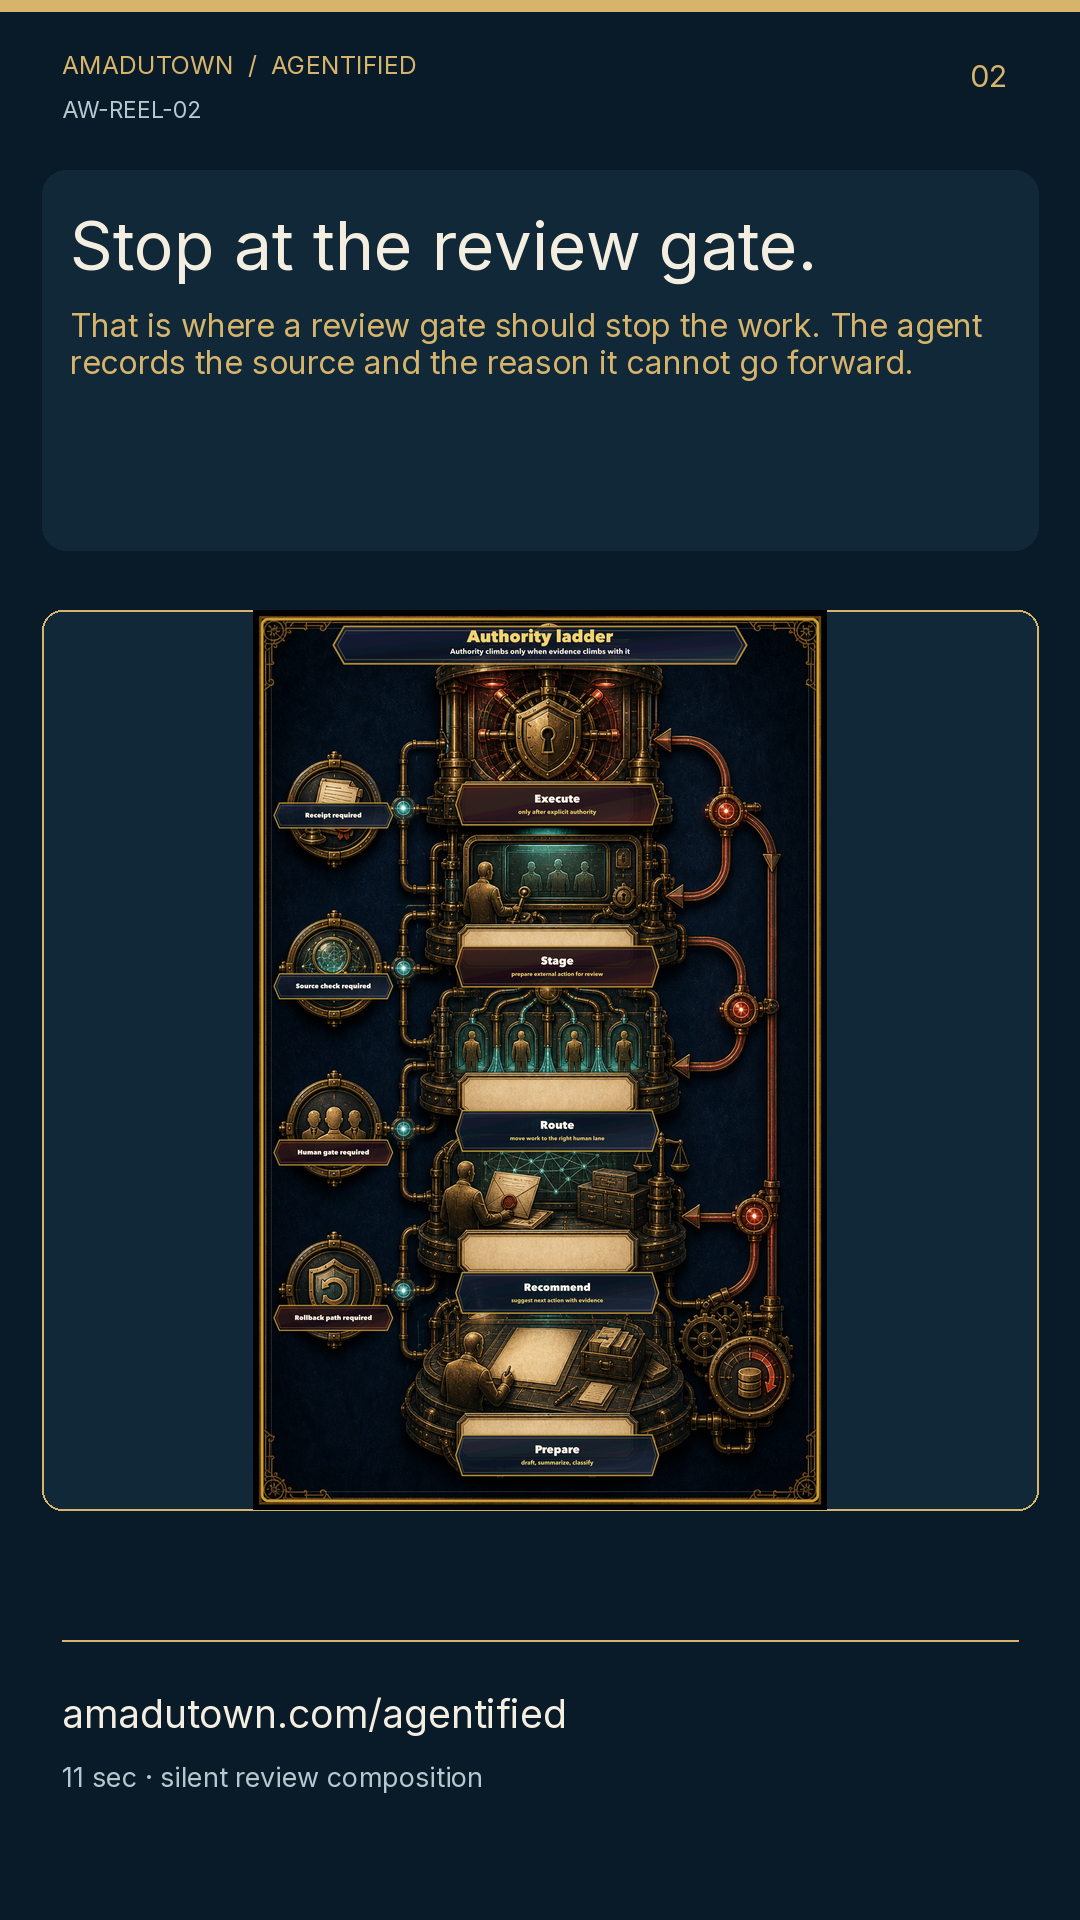 AMADUTOWN / AGENTIFIED
02
AW-REEL-02
Stop at the review gate.
That is where a review gate should stop the work. The agent
records the source and the reason it cannot go forward.
Authority ladder
Authority climbs only when evidence climbs with it
Execute
only after explicit authority
Receipt required
Stage
prepare external action for review
Source check required
Route
move work to the right human lane
Human gate required
Recommend
suggest next action with evidence
Rollback path required
Prepare
draft, summarize, classify
amadutown.com/agentified
11 sec · silent review composition